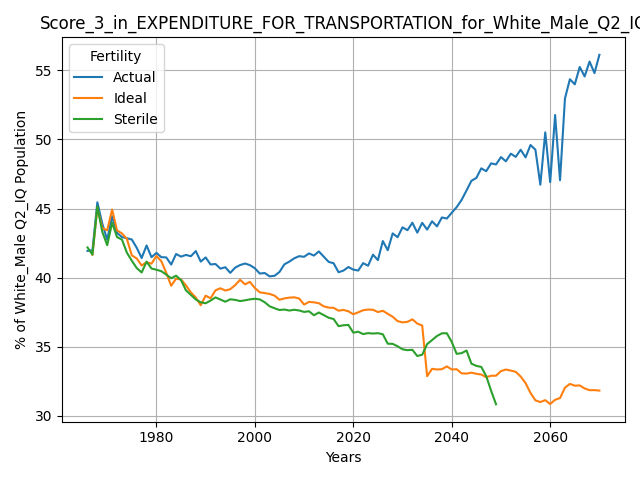 Score_3_in_EXPENDITURE_FOR_TRANSPORTATION_for_White_Male_Q2_IQ
Fertility
Actual
Ideal
Sterile
% of White_Male Q2_IQ Population
55
50
45
40
35
30
1980
2000
2020
2040
2060
Years